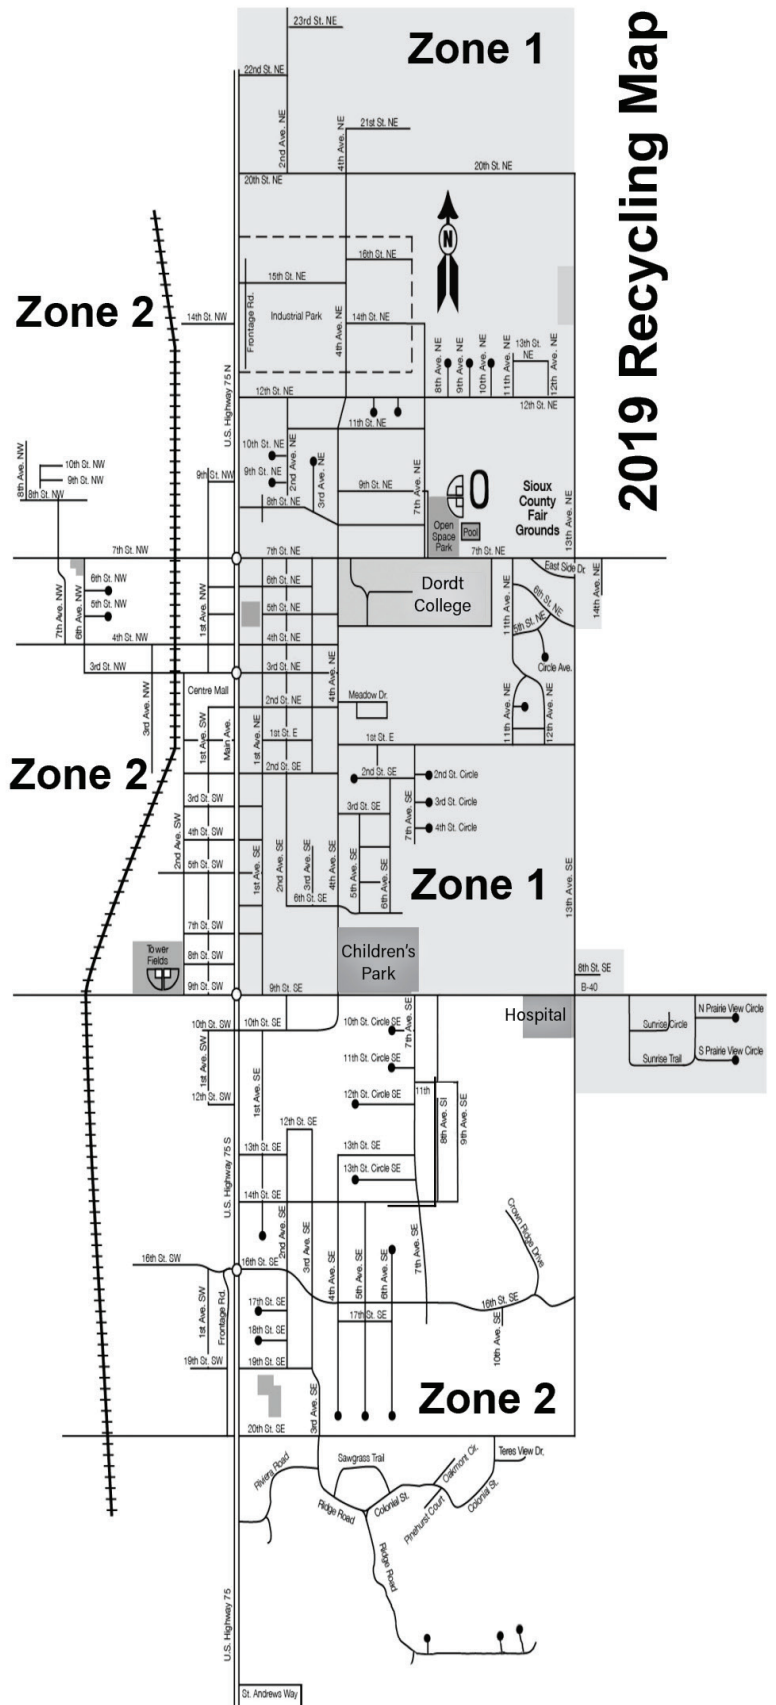 2019 Recycling Map
Zone 1
23rd St. NE
22nd St. NE
2nd Ave. NE
4th Ave. NE
21st St. NE
20th St. NE
20th St. NE
N
Zone 2
16th St. NE
15th St. NE
14th St. NW
Frontage Rd.
Industrial Park
4th Ave. NE
14th St. NE
8th Ave. NE
9th Ave. NE
10th Ave. NE
11th Ave. NE
13th St.
NE
12th Ave. NE
U.S. Highway 75 N
12th St. NE
12th St. NE
11th St. NE
10th St. NE
2nd Ave. NE
3rd Ave. NE
8th Ave. NW
10th St. NW
9th St. NW
8th St. NW
9th St. NW
9th St. NE
9th St. NE
7th Ave. NE
8th St. NE
Sioux
County
Fair
Grounds
Open
Space
Park
Pool
13th Ave. NE
7th St. NW
7th St. NE
7th St. NE
East Side Dr.
14th Ave. NE
6th St. NW
5th St. NW
7th Ave. NW
6th Ave. NW
1st Ave. NW
6th St. NE
5th St. NE
Dordt
College
11th Ave. NE
6th St. NE
5th St. NE
4th St. NW
4th St. NE
3rd St. NW
3rd St. NE
4th Ave. NE
Circle Ave.
3rd Ave. NW
Centre Mall
2nd St. NE
Meadow Dr.
11th Ave. NE
12th Ave. NE
1st Ave. SW
Main Ave.
1st Ave. NE
1st St. E
1st St. E
Zone 2
2nd St. SE
2nd St. SE
2nd St. Circle
3rd St. SW
3rd St. SE
3rd St. Circle
7th Ave. SE
4th St. Circle
2nd Ave. SW
4th St. SW
5th St. SW
1st Ave. SE
2nd Ave. SE
3rd Ave. SE
4th Ave. SE
5th Ave. SE
6th Ave. SE
Zone 1
13th Ave. SE
6th St. SE
7th St. SW
Tower
Fields
8th St. SW
Children's
Park
8th St. SE
9th St. SW
9th St. SE
B-40
10th St. SW
10th St. SE
10th St. Circle SE
7th Ave. SE
Hospital
Sunrise Circle
N Prairie View Circle
Sunrise Trail
S Prairie View Circle
1st Ave. SW
1st Ave. SE
11th St. Circle SE
11th
12th St. SW
12th St. Circle SE
8th Ave. SE
9th Ave. SE
12th St. SE
U.S. Highway 75 S
13th St. SE
13th St. SE
13th St. Circle SE
14th St. SE
2nd Ave. SE
3rd Ave. SE
4th Ave. SE
5th Ave. SE
6th Ave. SE
7th Ave. SE
Crown Ridge Drive
16th St. SW
16th St. SE
16th St. SE
1st Ave. SW
Frontage Rd.
17th St. SE
17th St. SE
18th St. SE
10th Ave. SE
19th St. SW
19th St. SE
3rd Ave. SE
Zone 2
20th St. SE
Riviera Road
Sawgrass Trail
Oakmont Cir.
Teres View Dr.
Ridge Road
Colonial St.
Pinehurst Court
Colonial St.
Ridge Road
U.S. Highway 75
St. Andrews Way